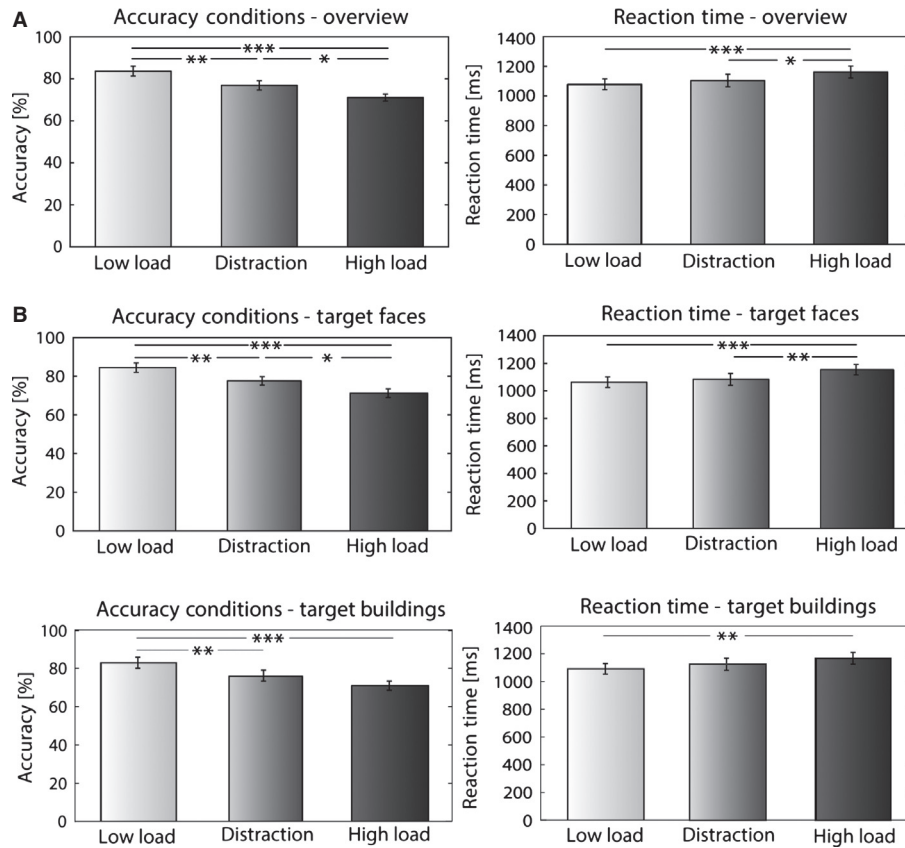 A
Accuracy conditions - overview
Accuracy [%]
100
80
60
40
20
0
***
** *
Low load Distraction High load
Reaction time - overview
Reaction time [ms]
1400
1200
1000
800
600
400
200
0
***
*
Low load Distraction High load
B
Accuracy conditions - target faces
Accuracy [%]
100
80
60
40
20
0
***
** *
Low load Distraction High load
Reaction time - target faces
Reaction time [ms]
1400
1200
1000
800
600
400
200
0
***
**
Low load Distraction High load
Accuracy conditions - target buildings
Accuracy [%]
100
80
60
40
20
0
***
**
Low load Distraction High load
Reaction time - target buildings
Reaction time [ms]
1400
1200
1000
800
600
400
200
0
**
Low load Distraction High load